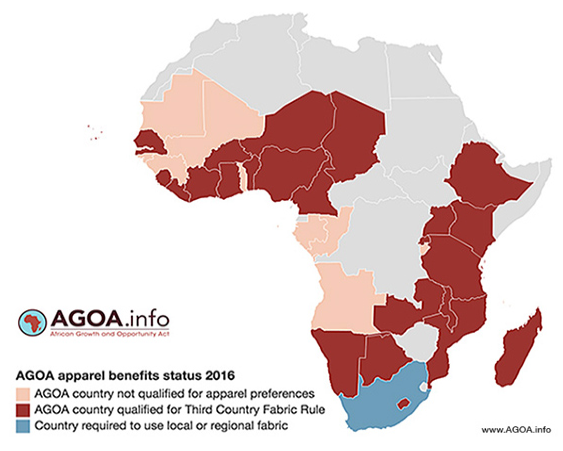 AGOA.info
African Growth and Opportunity Act
AGOA apparel benefits status 2016
AGOA country not qualified for apparel preferences
AGOA country qualified for Third Country Fabric Rule
Country required to use local or regional fabric
www.AGOA.info